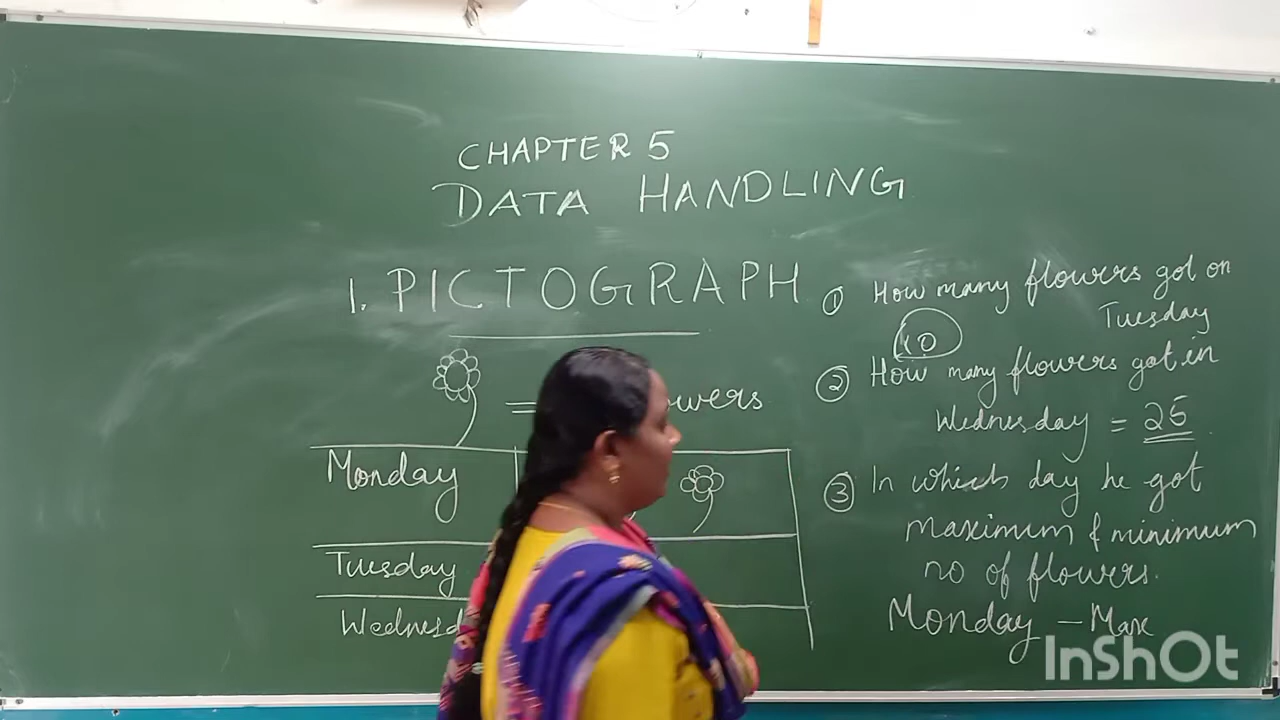 CHAPTER 5
DATA HANDLING
1. PICTOGRAPH
=
Monday
Tuesday
① How many flowers got on
Tuesday
10
② How many flowers got in
Wednesday = 25
③ In which day he got
maximum & minimum
no of flowers.
Monday - Max
InShOt